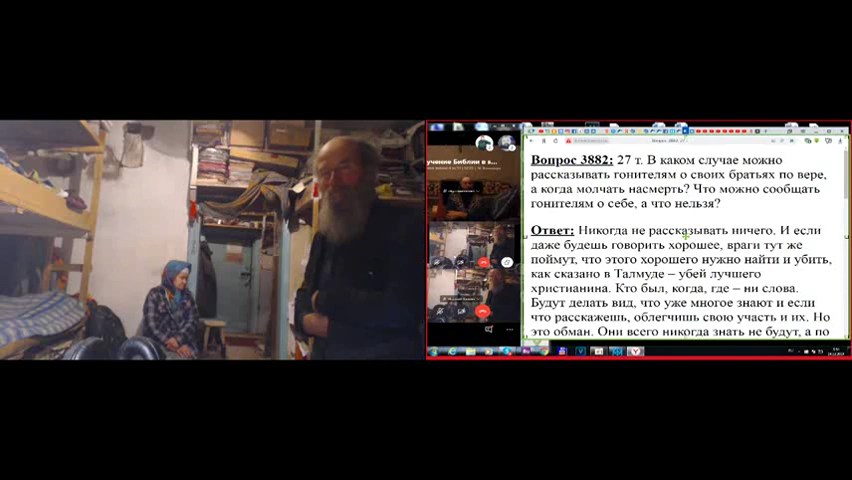 учение Библии в в...
Вопрос 3882: 27 т. В каком случае можно
рассказывать гонителям о своих братьях по вере,
а когда молчать насмерть? Что можно сообщать
гонителям о себе, а что нельзя?
Ответ: Никогда не рассказывать ничего. И если
даже будешь говорить хорошее, враги тут же
поймут, что этого хорошего нужно найти и убить,
как сказано в Талмуде – убей лучшего
христианина. Кто был, когда, где – ни слова.
Будут делать вид, что уже многое знают и если
что расскажешь, облегчишь свою участь и их. Но
это обман. Они всего никогда знать не будут, а по